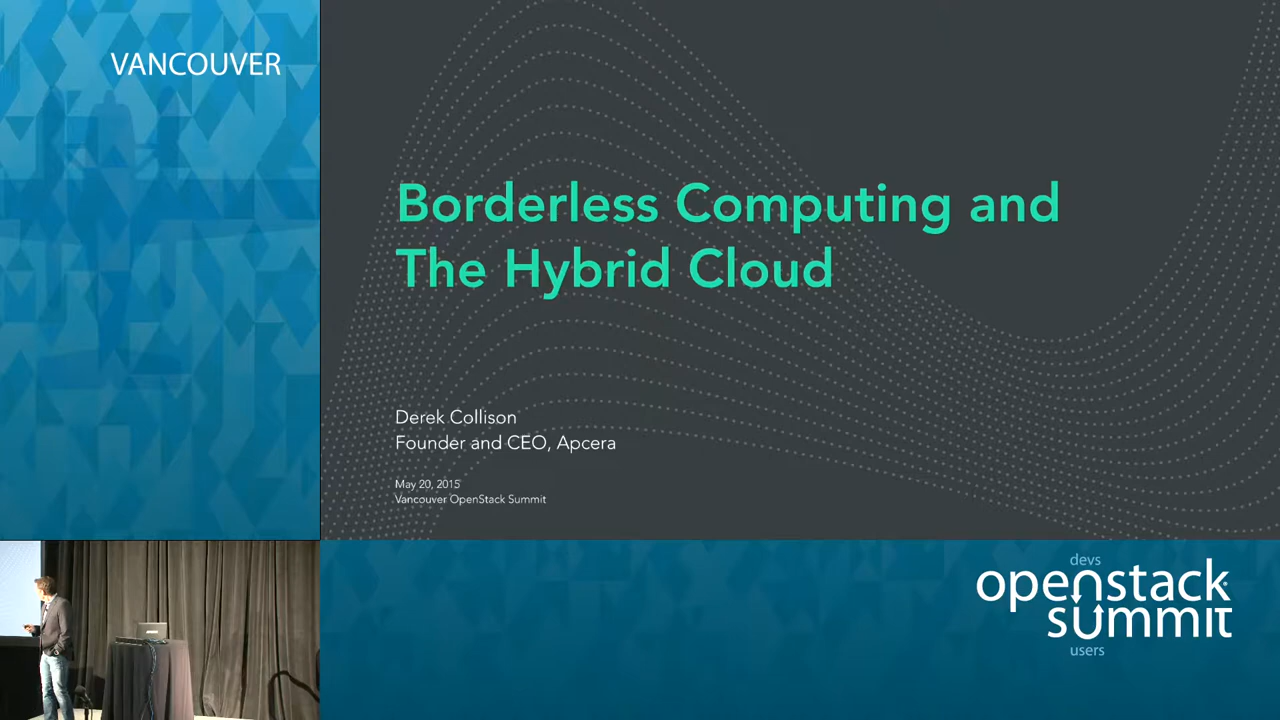 VANCOUVER
Borderless Computing and
The Hybrid Cloud
Derek Collison
Founder and CEO, Apcera
May 20, 2015
Vancouver OpenStack Summit
devs
openstack
summit
users